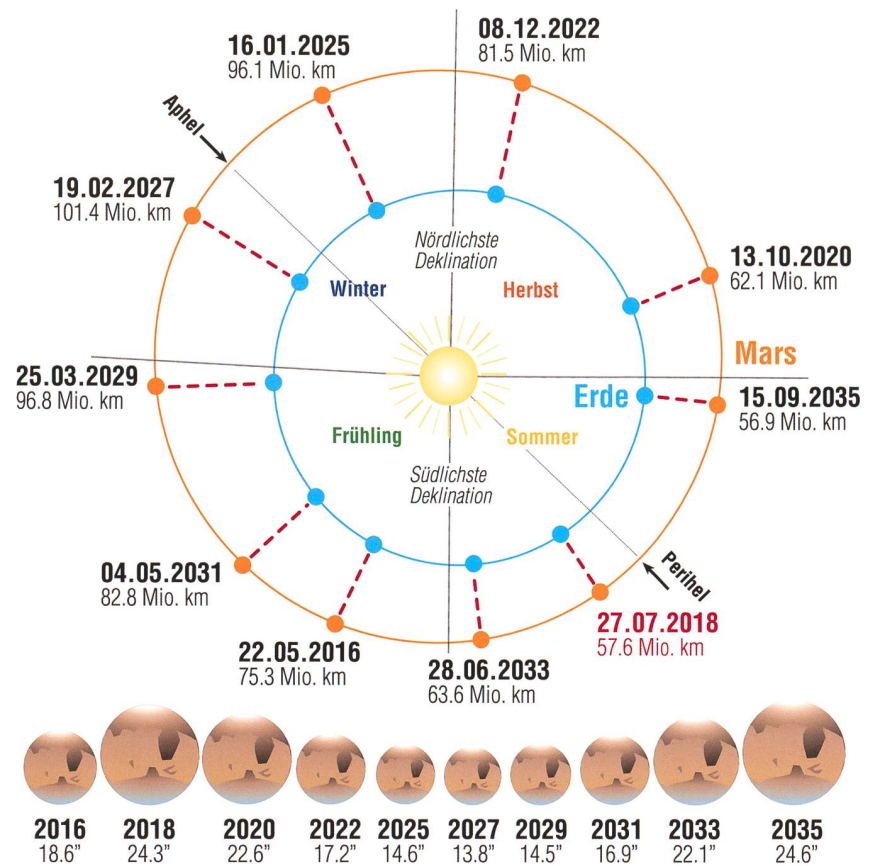 08.12.2022
81.5 Mio. km
16.01.2025
96.1 Mio. km
Aphel
19.02.2027
101.4 Mio. km
Nördlichste
Deklination
13.10.2020
62.1 Mio. km
Winter
Herbst
Mars
25.03.2029
96.8 Mio. km
Erde
15.09.2035
56.9 Mio. km
Frühling
Sommer
Südlichste
Deklination
04.05.2031
82.8 Mio. km
Perihel
27.07.2018
57.6 Mio. km
22.05.2016
75.3 Mio. km
28.06.2033
63.6 Mio. km
2016 2018 2020 2022 2025 2027 2029 2031 2033 2035
18.6” 24.3” 22.6” 17.2” 14.6” 13.8” 14.5” 16.9” 22.1” 24.6”